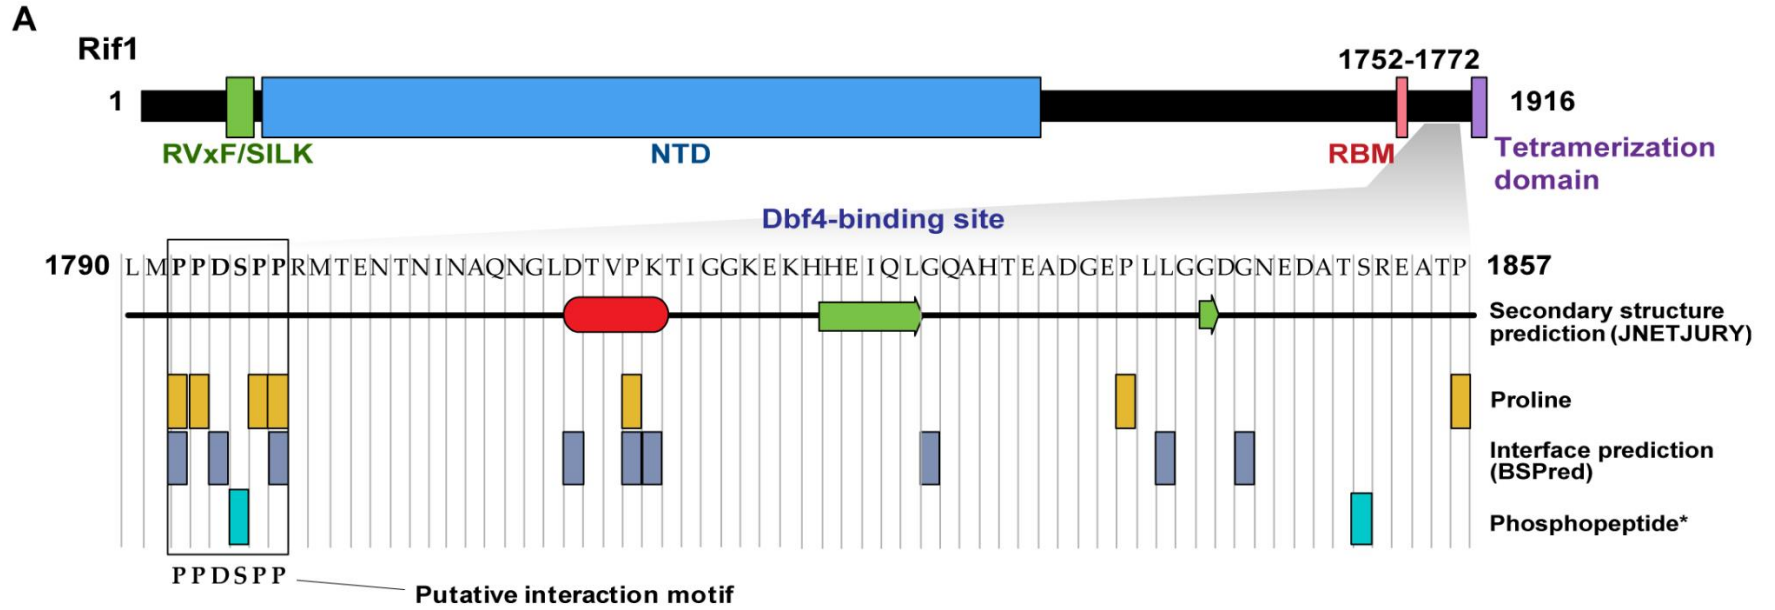 A
Rif1
1752-1772
1
1916
RVxF/SILK
NTD
RBM
Tetramerization
domain
Dbf4-binding site
1790 LMPPDSPPRMTENTNINAQNGLDTVPKTIGGKEKHHEIQLGQAHTEADGEPLLGGDGNEDATSREATP 1857
Secondary structure
prediction (JNETJURY)
Proline
Interface prediction
(BSPred)
Phosphopeptide*
PPDSPP
Putative interaction motif